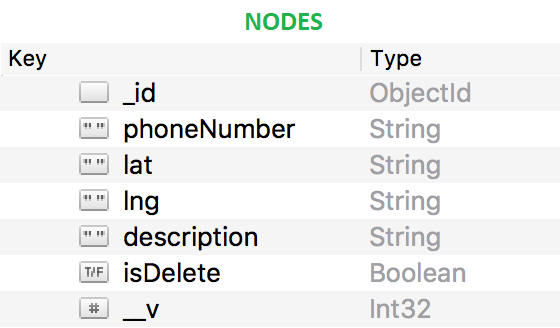 NODES
Key Type
_id ObjectId
" " phoneNumber String
" " lat String
" " lng String
" " description String
T/F isDelete Boolean
# __v Int32